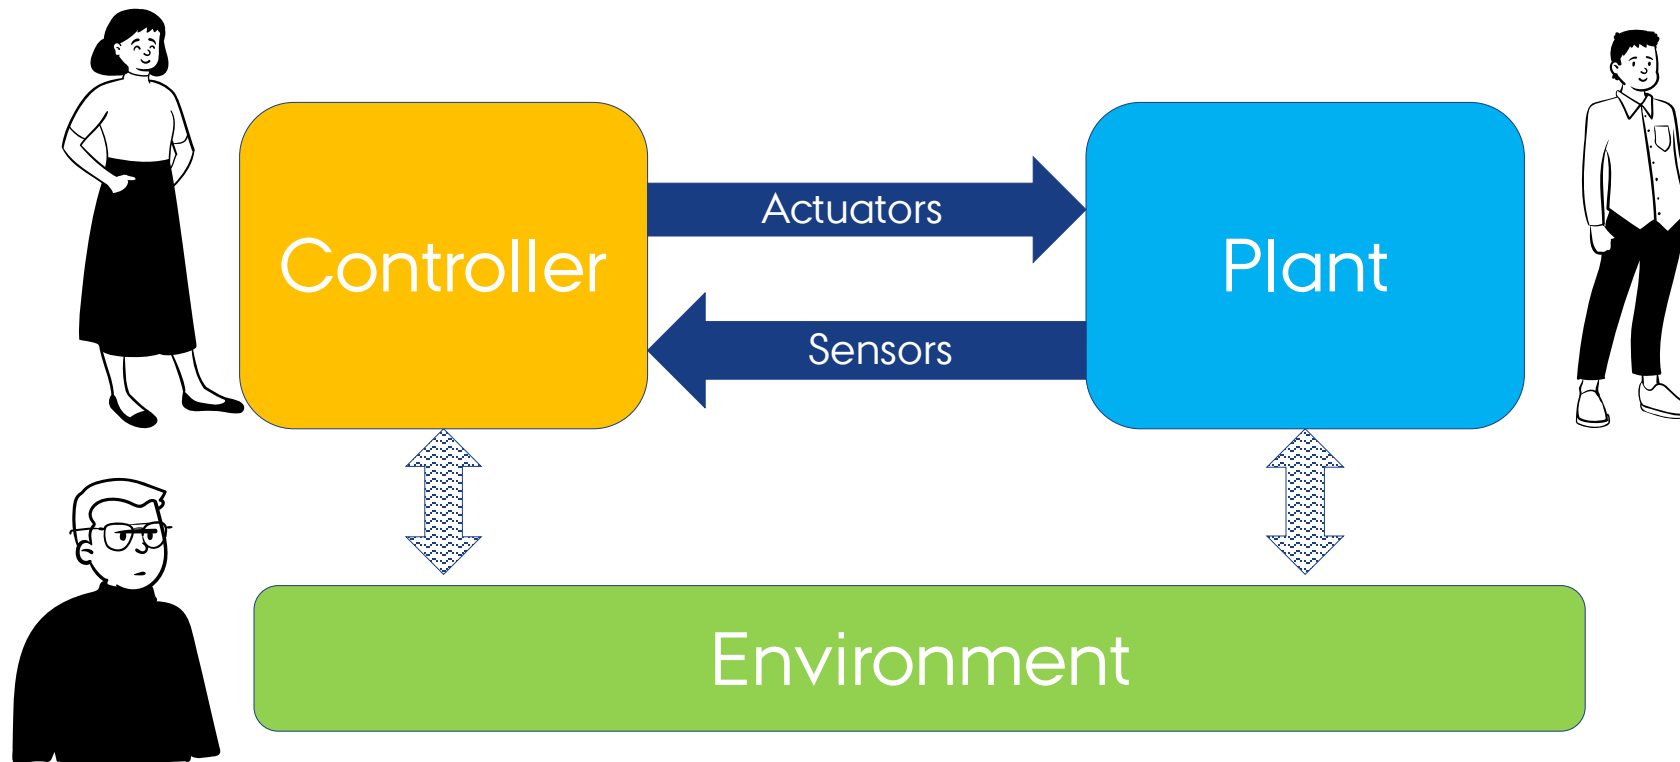 Actuators
Controller
Plant
Sensors
Environment